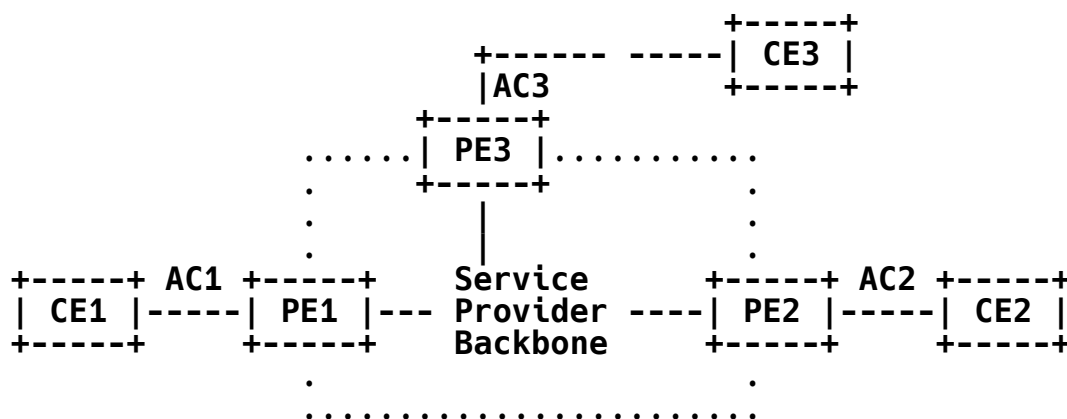 +-----+
                              +------ -----| CE3 |
                              |AC3           +-----+
                          +-----+
                   ......| PE3 |...........
                   .      +-----+            .
                   .         |               .
                   .         |               .
+-----+ AC1 +-----+     Service       +-----+ AC2 +-----+
| CE1 |-----| PE1 |--- Provider ----| PE2 |-----| CE2 |
+-----+     +-----+     Backbone      +-----+     +-----+
                   .                           .
                   ............................